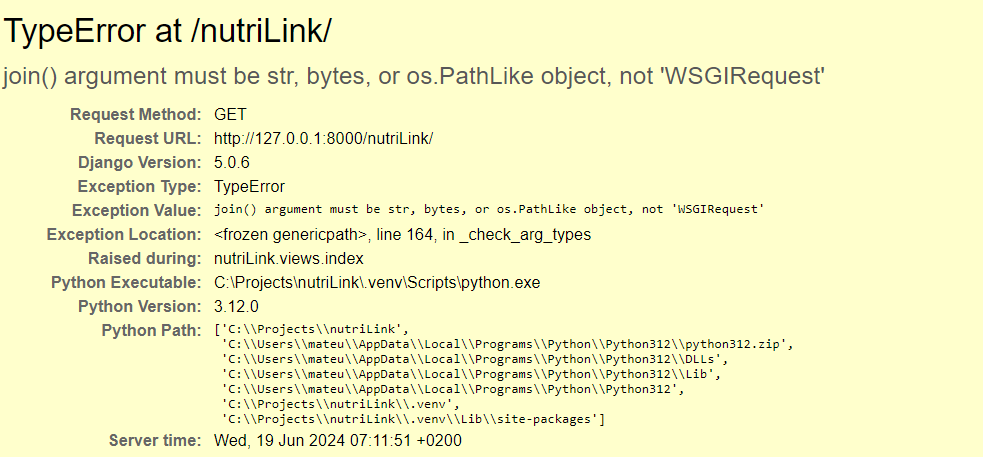 TypeError at /nutriLink/
join() argument must be str, bytes, or os.PathLike object, not 'WSGIRequest'
Request Method: GET
Request URL: http://127.0.0.1:8000/nutriLink/
Django Version: 5.0.6
Exception Type: TypeError
Exception Value: join() argument must be str, bytes, or os.PathLike object, not 'WSGIRequest'
Exception Location: <frozen genericpath>, line 164, in _check_arg_types
Raised during: nutriLink.views.index
Python Executable: C:\Projects\nutriLink\.venv\Scripts\python.exe
Python Version: 3.12.0
Python Path: ['C:\\Projects\\nutriLink',
'C:\\Users\\mateu\\AppData\\Local\\Programs\\Python\\Python312\\python312.zip',
'C:\\Users\\mateu\\AppData\\Local\\Programs\\Python\\Python312\\DLLs',
'C:\\Users\\mateu\\AppData\\Local\\Programs\\Python\\Python312\\Lib',
'C:\\Users\\mateu\\AppData\\Local\\Programs\\Python\\Python312',
'C:\\Projects\\nutriLink\\.venv',
'C:\\Projects\\nutriLink\\.venv\\Lib\\site-packages']
Server time: Wed, 19 Jun 2024 07:11:51 +0200